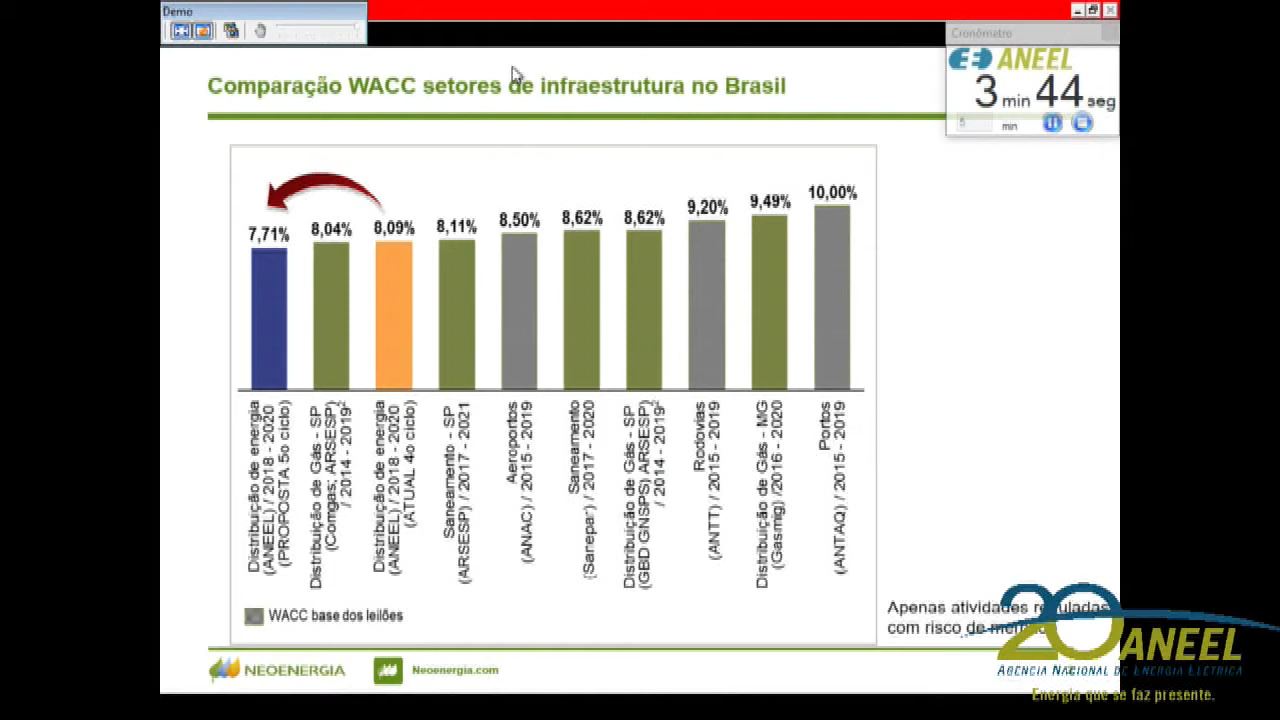 Demo
Cronômetro
ANEEL
3 min 44 seg
5 min
Comparação WACC setores de infraestrutura no Brasil
7,71%
8,04%
8,09%
8,11%
8,50%
8,62%
8,62%
9,20%
9,49%
10,00%
Distribuição de energia
(ANEEL) / 2018 - 2020
(PROPOSTA 5o ciclo)
Distribuição de Gás - SP
(Comgas; ARSESP)
/ 2014 - 2019²
Distribuição de energia
(ANEEL) / 2018 - 2020
(ATUAL 4o ciclo)
Saneamento - SP
(ARSESP) / 2017 - 2021
Aeroportos
(ANAC) / 2015 - 2019
Saneamento
(Sanepar) / 2017 - 2020
Distribuição de Gás - SP
(GBD GNSPS) ARSESP)
/ 2014 - 2019²
Rodovias
(ANTT) / 2015 - 2019
Distribuição de Gás - MG
(Gasmig) /2016 - 2020
Portos
(ANTAQ) / 2015 - 2019
WACC base dos leilões
Apenas atividades
com risco de
NEOENERGIA
Neoenergia.com
20 ANEEL
AGÊNCIA NACIONAL DE ENERGIA ELÉTRICA
Energia que se faz presente.